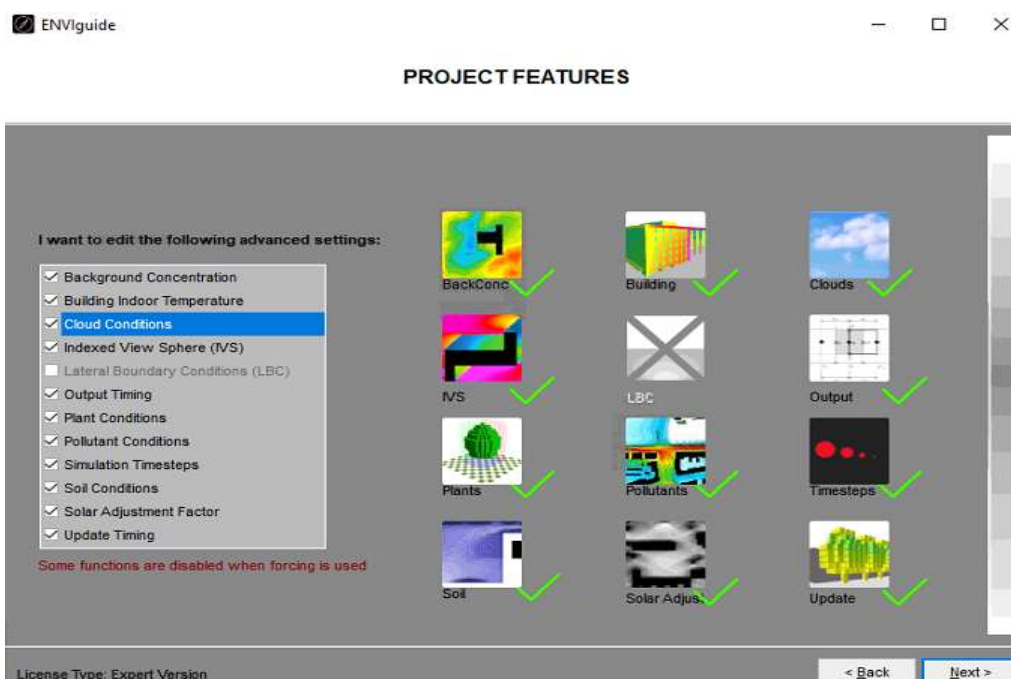 ENVIguide
PROJECT FEATURES
I want to edit the following advanced settings:
Background Concentration
Building Indoor Temperature
Cloud Conditions
Indexed View Sphere (IVS)
Lateral Boundary Conditions (LBC)
Output Timing
Plant Conditions
Pollutant Conditions
Simulation Timesteps
Soil Conditions
Solar Adjustment Factor
Update Timing
Some functions are disabled when forcing is used
BackConc
Building
Clouds
IVS
LBC
Output
Plants
Pollutants
Timesteps
Soil
Solar Adjus.
Update
License Type: Expert Version
< Back
Next >